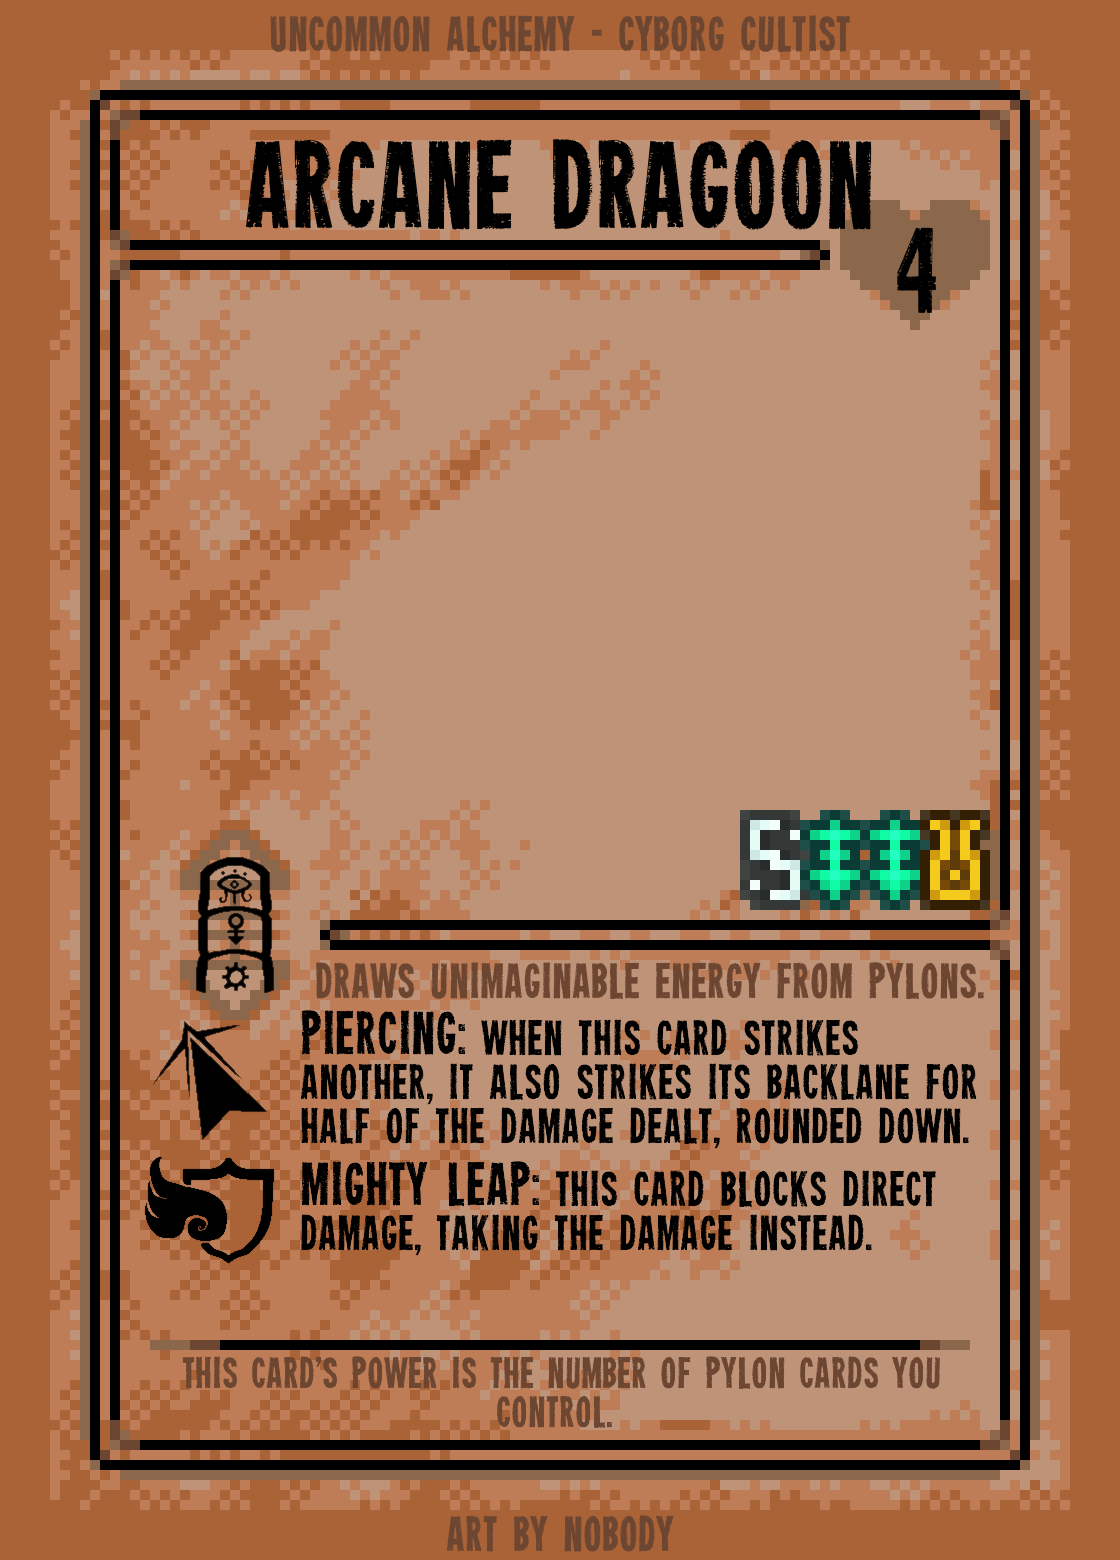 UNCOMMON ALCHEMY - CYBORG CULTIST
ARCANE DRAGOON
4
5
DRAWS UNIMAGINABLE ENERGY FROM PYLONS.
PIERCING: WHEN THIS CARD STRIKES
ANOTHER, IT ALSO STRIKES ITS BACKLANE FOR
HALF OF THE DAMAGE DEALT, ROUNDED DOWN.
MIGHTY LEAP: THIS CARD BLOCKS DIRECT
DAMAGE, TAKING THE DAMAGE INSTEAD.
THIS CARD'S POWER IS THE NUMBER OF PYLON CARDS YOU
CONTROL.
ART BY NOBODY